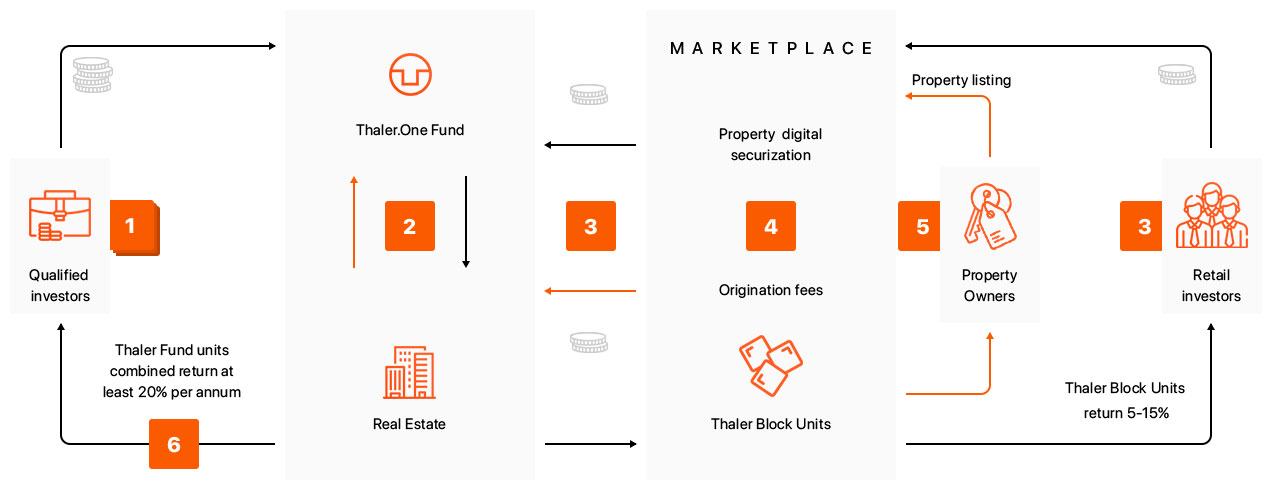 MARKETPLACE
Property listing
Thaler.One Fund
Property digital
securization
1
2
3
4
5
3
Qualified
investors
Property
Owners
Retail
investors
Origination fees
Thaler Fund units
combined return at
least 20% per annum
Thaler Block Units
return 5-15%
Real Estate
Thaler Block Units
6